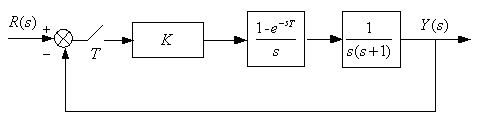 R(s) + − T K 1-e^{-sT}/s 1/s(s+1) Y(s)